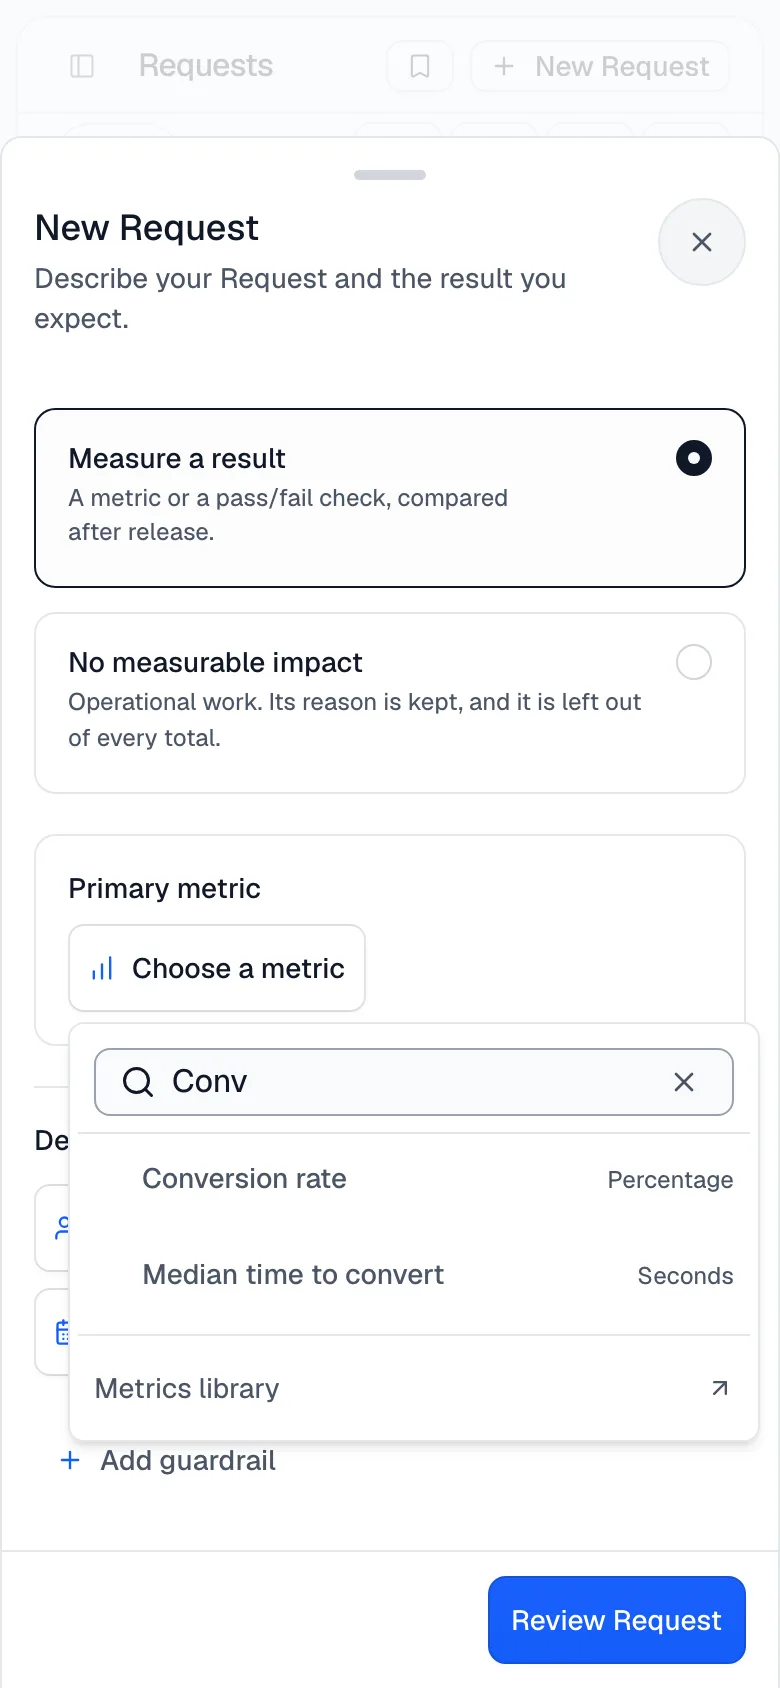 Requests
New Request
New Request
Describe your Request and the result you
expect.
Measure a result
A metric or a pass/fail check, compared
after release.
No measurable impact
Operational work. Its reason is kept, and it is left out
of every total.
Primary metric
Choose a metric
Conv
De
Conversion rate Percentage
Median time to convert Seconds
Metrics library
Add guardrail
Review Request